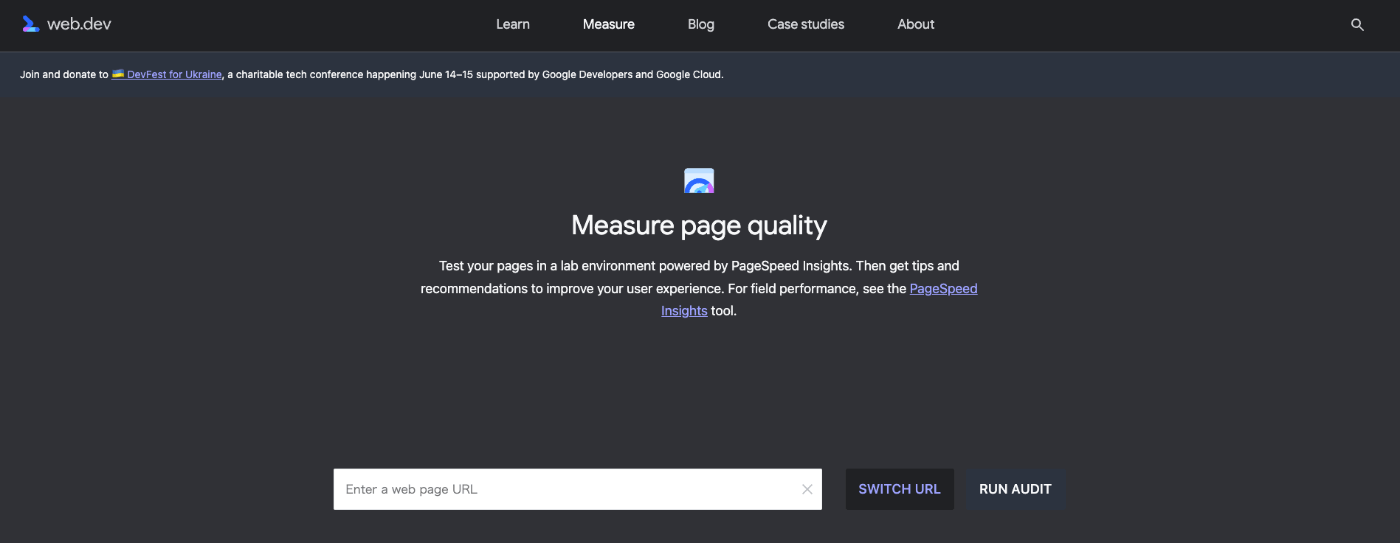 web.dev
Learn
Measure
Blog
Case studies
About
Join and donate to 🇺🇦 DevFest for Ukraine, a charitable tech conference happening June 14–15 supported by Google Developers and Google Cloud.
Measure page quality
Test your pages in a lab environment powered by PageSpeed Insights. Then get tips and
recommendations to improve your user experience. For field performance, see the PageSpeed
Insights tool.
Enter a web page URL
SWITCH URL
RUN AUDIT